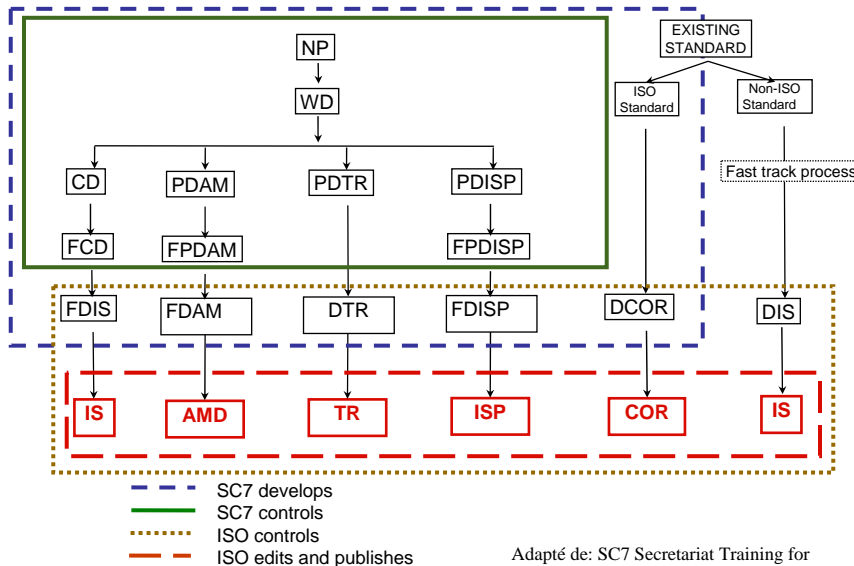 NP
EXISTING
STANDARD
WD
ISO
Standard
Non-ISO
Standard
CD
PDAM
PDTR
PDISP
Fast track process
FCD
FPDAM
FPDISP
FDIS
FDAM
DTR
FDISP
DCOR
DIS
IS
AMD
TR
ISP
COR
IS
SC7 develops
SC7 controls
ISO controls
ISO edits and publishes
Adapté de: SC7 Secretariat Training for